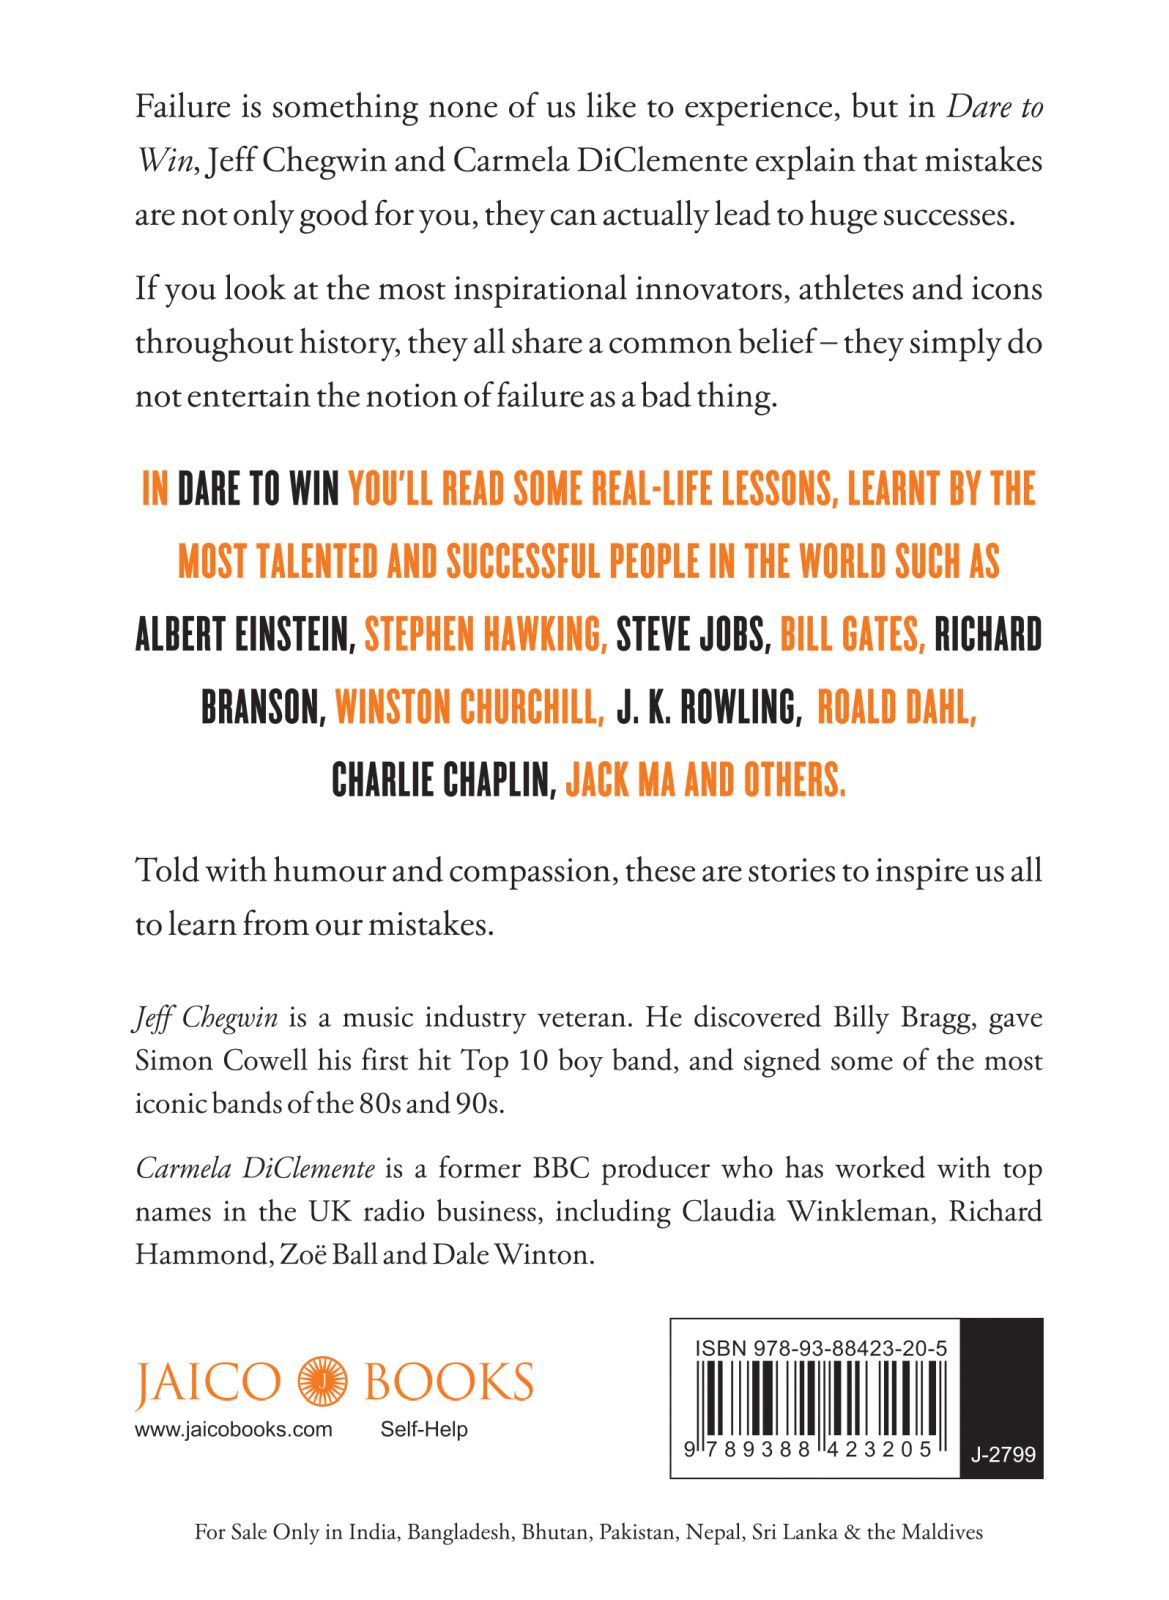 Failure is something none of us like to experience, but in Dare to
Win, Jeff Chegwin and Carmela DiClemente explain that mistakes
are not only good for you, they can actually lead to huge successes.
If you look at the most inspirational innovators, athletes and icons
throughout history, they all share a common belief – they simply do
not entertain the notion of failure as a bad thing.
IN DARE TO WIN YOU'LL READ SOME REAL-LIFE LESSONS, LEARNT BY THE
MOST TALENTED AND SUCCESSFUL PEOPLE IN THE WORLD SUCH AS
ALBERT EINSTEIN, STEPHEN HAWKING, STEVE JOBS, BILL GATES, RICHARD
BRANSON, WINSTON CHURCHILL, J. K. ROWLING, ROALD DAHL,
CHARLIE CHAPLIN, JACK MA AND OTHERS.
Told with humour and compassion, these are stories to inspire us all
to learn from our mistakes.
Jeff Chegwin is a music industry veteran. He discovered Billy Bragg, gave
Simon Cowell his first hit Top 10 boy band, and signed some of the most
iconic bands of the 80s and 90s.
Carmela DiClemente is a former BBC producer who has worked with top
names in the UK radio business, including Claudia Winkleman, Richard
Hammond, Zoë Ball and Dale Winton.
JAICO J BOOKS
www.jaicobooks.com Self-Help
ISBN 978-93-88423-20-5
9 789388 423205
J-2799
For Sale Only in India, Bangladesh, Bhutan, Pakistan, Nepal, Sri Lanka & the Maldives